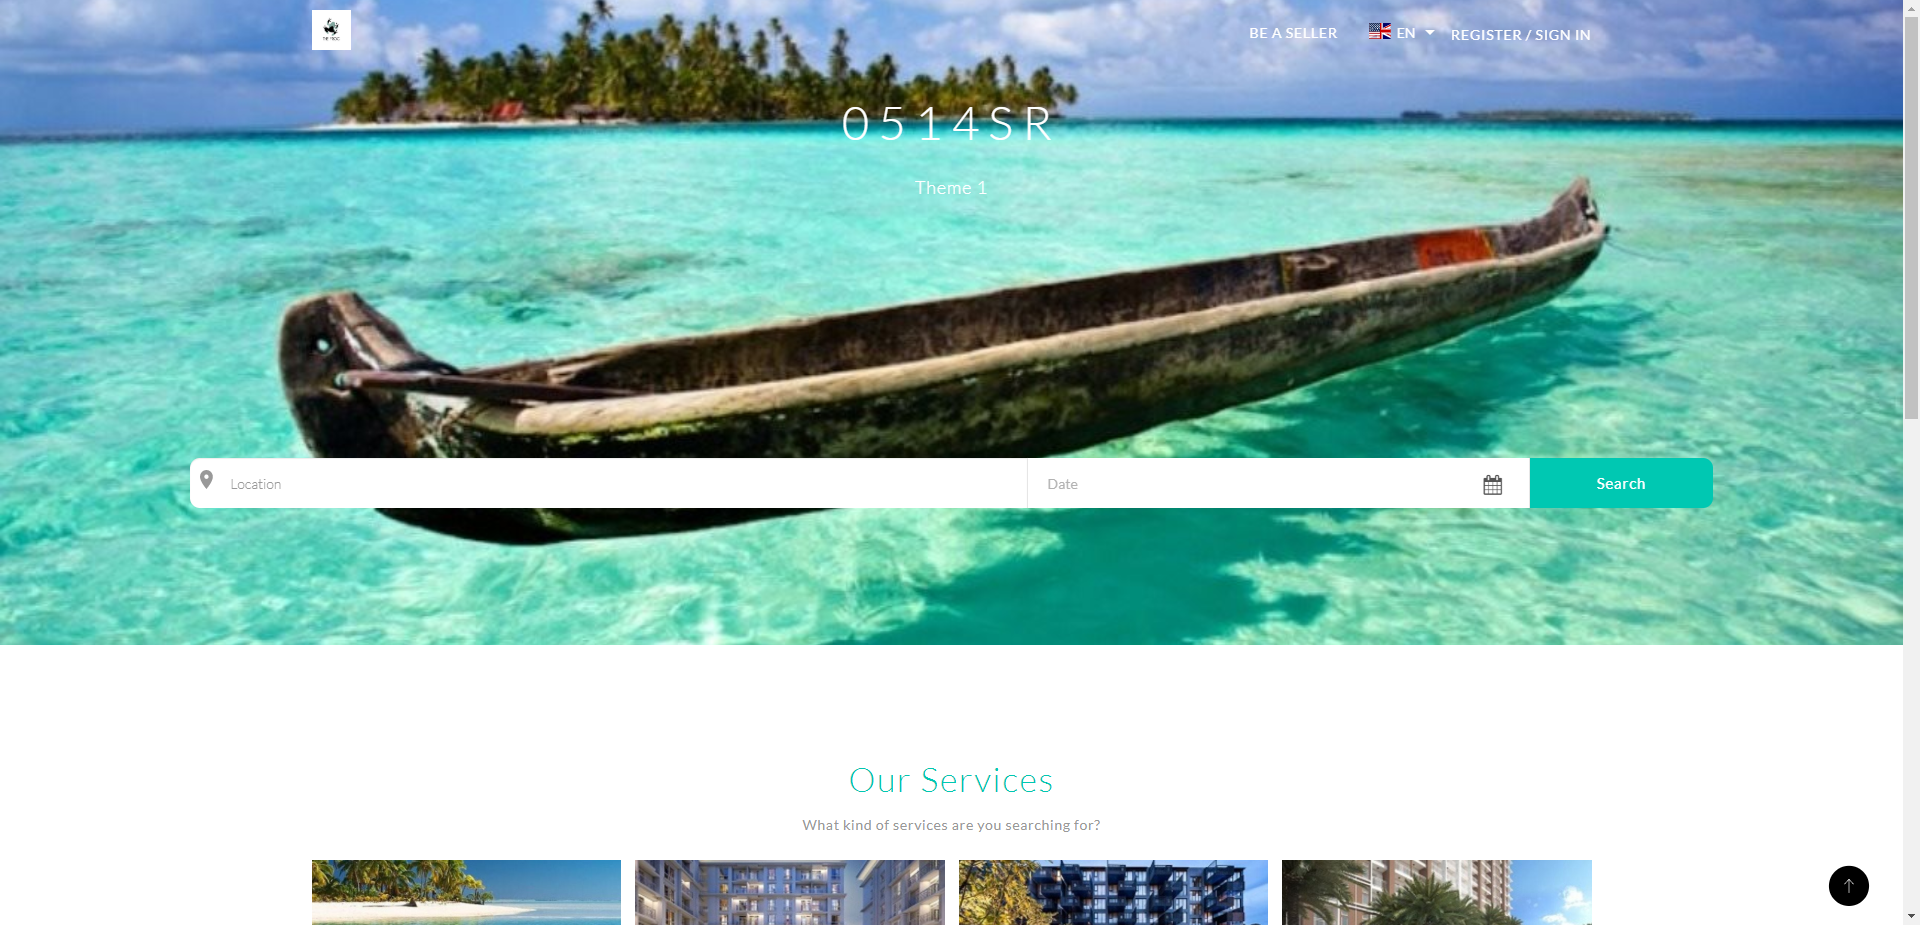 BE A SELLER
EN
REGISTER / SIGN IN
0514SR
Theme 1
Location
Date
Search
Our Services
What kind of services are you searching for?